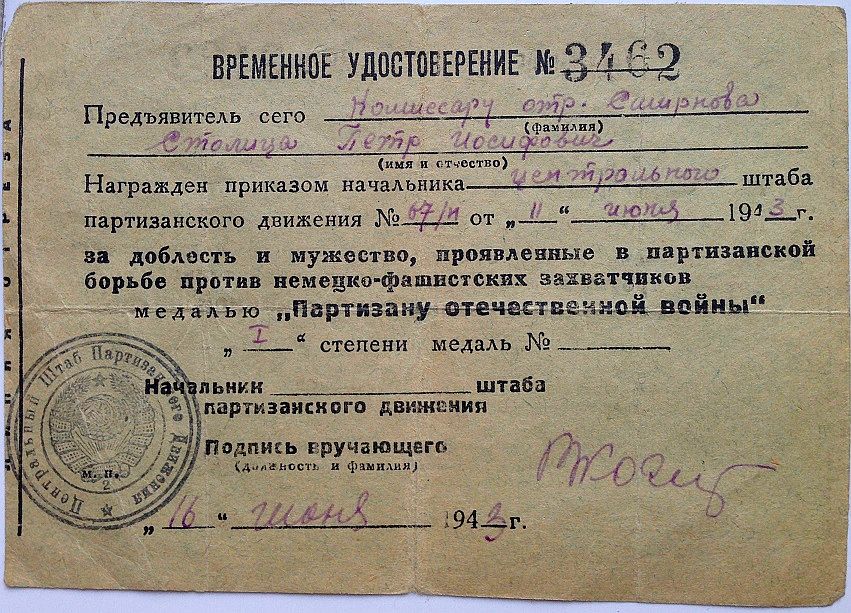 ВРЕМЕННОЕ УДОСТОВЕРЕНИЕ № 3462
Предъявитель сего Комиссару отр. Смирнова
(фамилия)
Столица Петр Иосифович
(имя и отчество)
Награжден приказом начальника центрального штаба
партизанского движения № 67/н от „11“ июня 1943 г.
за доблесть и мужество, проявленные в партизанской
борьбе против немецко-фашистских захватчиков
медалью „Партизану отечественной войны“
„I“ степени медаль №
Начальник штаба
партизанского движения
Подпись вручающего
(должность и фамилия)
„16“ июня 1943 г.
Центральный Штаб Партизанского Движения
м. п.
2